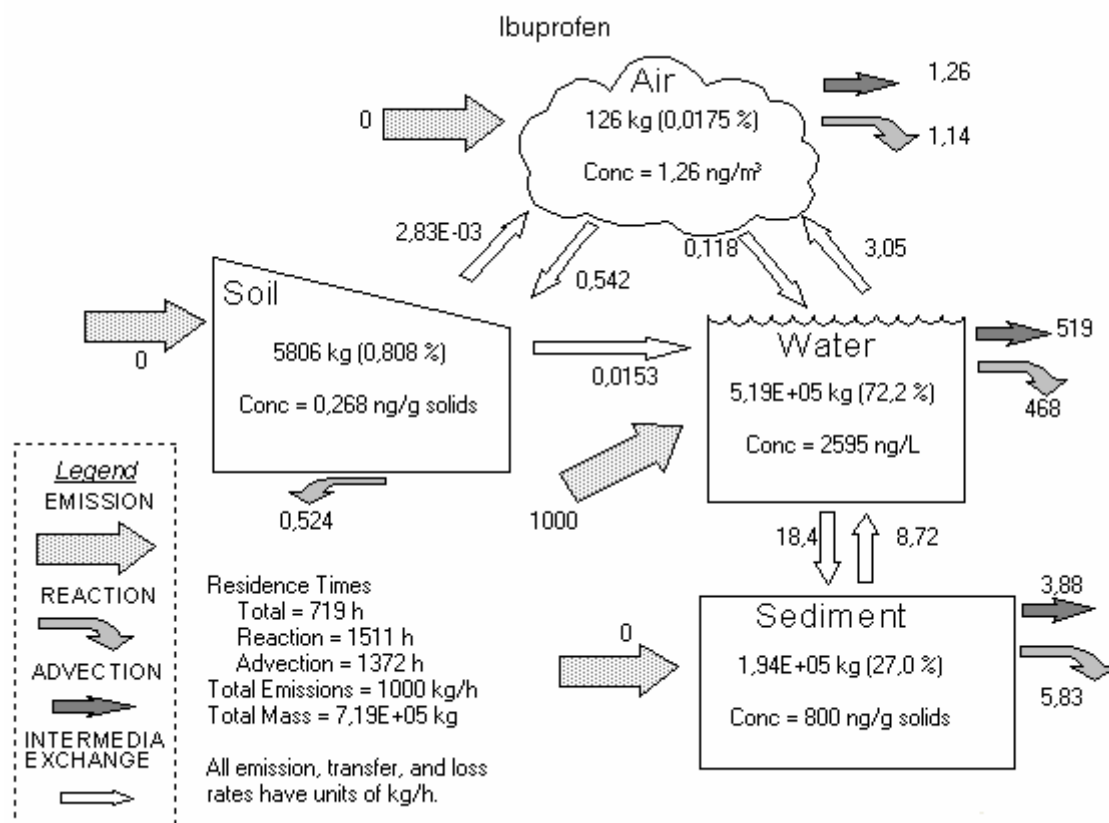 Ibuprofen
Air
126 kg (0,0175 %)
Conc = 1,26 ng/m³
0
1,26
1,14
2,83E-03
0,542
0,118
3,05
Soil
5806 kg (0,808 %)
Conc = 0,268 ng/g solids
0
0,0153
0,524
Water
5,19E+05 kg (72,2 %)
Conc = 2595 ng/L
519
468
1000
18,4
8,72
Legend
EMISSION
REACTION
ADVECTION
INTERMEDIA
EXCHANGE
Residence Times
Total = 719 h
Reaction = 1511 h
Advection = 1372 h
Total Emissions = 1000 kg/h
Total Mass = 7,19E+05 kg
All emission, transfer, and loss
rates have units of kg/h.
0
Sediment
1,94E+05 kg (27,0 %)
Conc = 800 ng/g solids
3,88
5,83